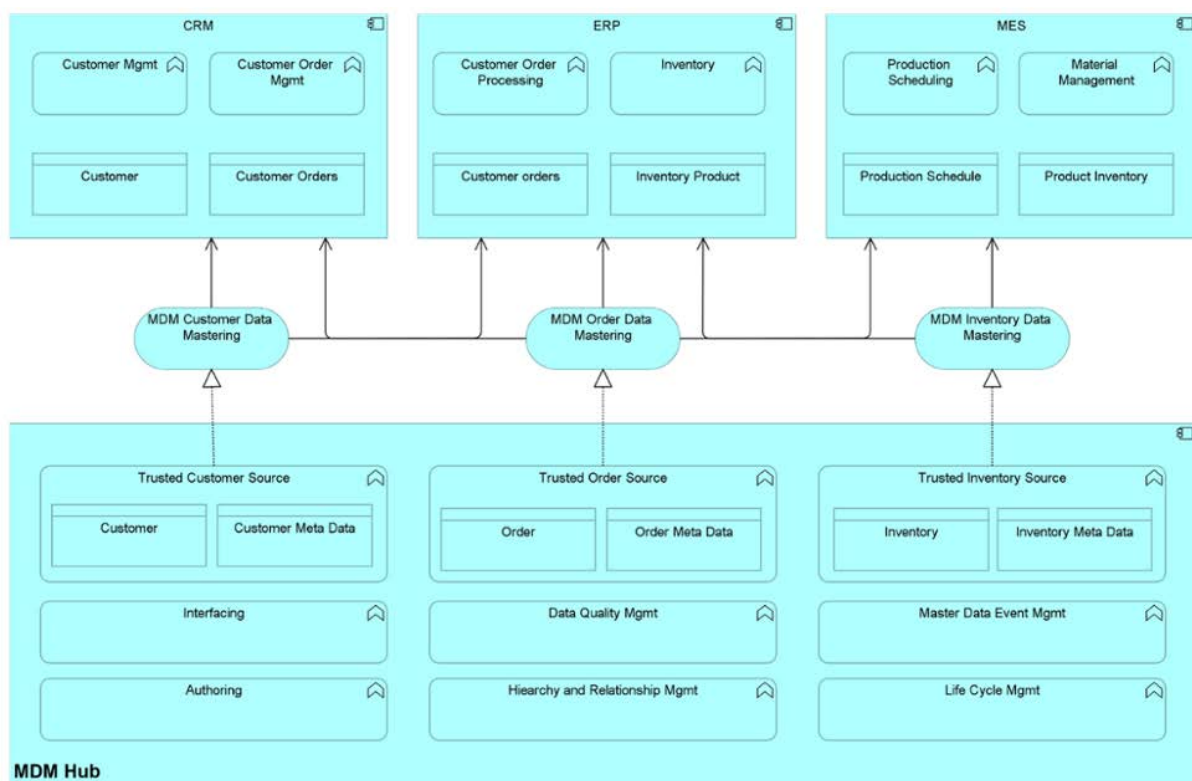 CRM
ERP
MES
Customer Mgmt
Customer Order
Mgmt
Customer Order
Processing
Inventory
Production
Scheduling
Material
Management
Customer
Customer Orders
Customer orders
Inventory Product
Production Schedule
Product Inventory
MDM Customer Data
Mastering
MDM Order Data
Mastering
MDM Inventory Data
Mastering
Trusted Customer Source
Trusted Order Source
Trusted Inventory Source
Customer
Customer Meta Data
Order
Order Meta Data
Inventory
Inventory Meta Data
Interfacing
Data Quality Mgmt
Master Data Event Mgmt
Authoring
Hiearchy and Relationship Mgmt
Life Cycle Mgmt
MDM Hub